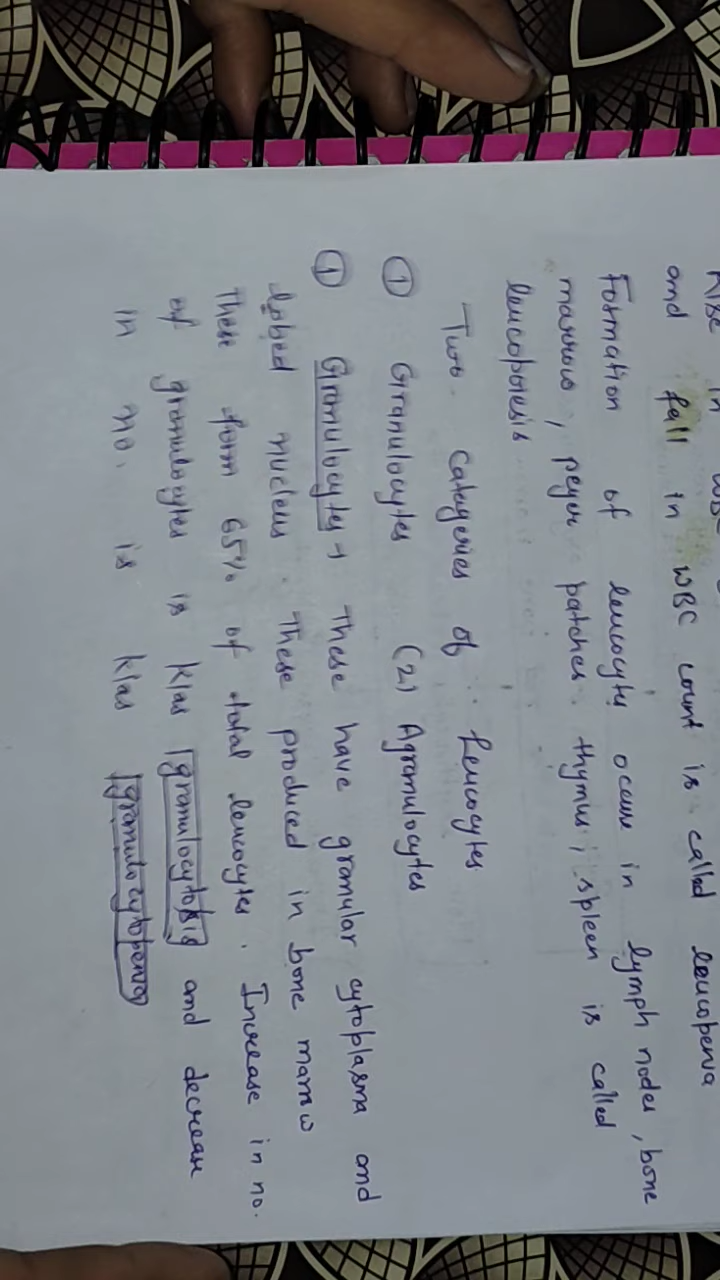 and fall in WBC count is called leucopenia
Formation of leucocytes occurs in lymph nodes, bone
marrow, peyer patches thymus, spleen is called
leucopoiesis
Two categories of Leucocytes
① Granulocytes (2) Agranulocytes
① Granulocytes → These have granular cytoplasma and
lobed nucleus. These produced in bone marrow
These form 65% of total leucocytes. Increase in no.
of granulocytes is k/as granulocytosis and decrease
in no. is k/as granulocytopenia